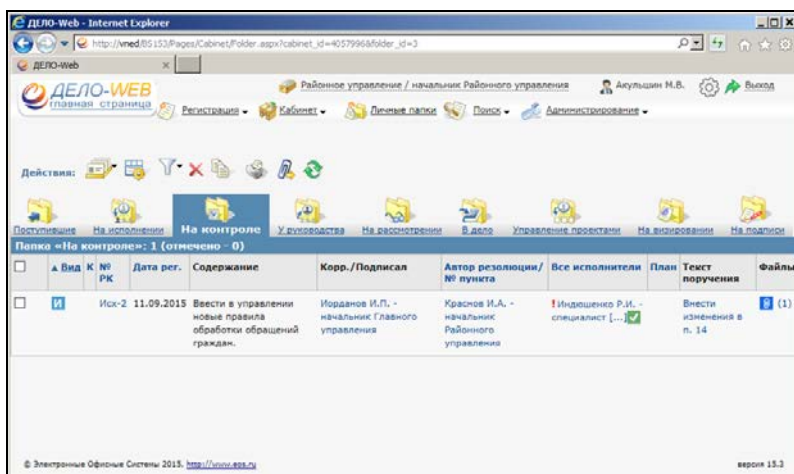 ДЕЛО-Web - Internet Explorer
http://vned/BS153/Pages/Cabinet/Folder.aspx?cabinet_id=4057996&folder_id=3
ДЕЛО-Web
ДЕЛО-WEB
главная страница
Районное управление / начальник Районного управления
Акульшин М.В.
Выход
Регистрация
Кабинет
Личные папки
Поиск
Администрирование
Действия:
Поступившие
На исполнении
На контроле
У руководства
На рассмотрении
В дело
Управление проектами
На визировании
На подписи
Папка «На контроле»: 1 (отмечено - 0)
Вид К № РК Дата рег. Содержание Корр./Подписал Автор резолюции/ № пункта Все исполнители План Текст поручения Файлы
И Исх-2 11.09.2015 Ввести в управлении новые правила обработки обращений граждан.
Иорданов И.П. - начальник Главного управления
Краснов И.А. - начальник Районного управления
!Индюшенко Р.И. - специалист [...]
Внести изменения в п. 14
(1)
© Электронные Офисные Системы 2015. http://www.eos.ru
версия 15.3